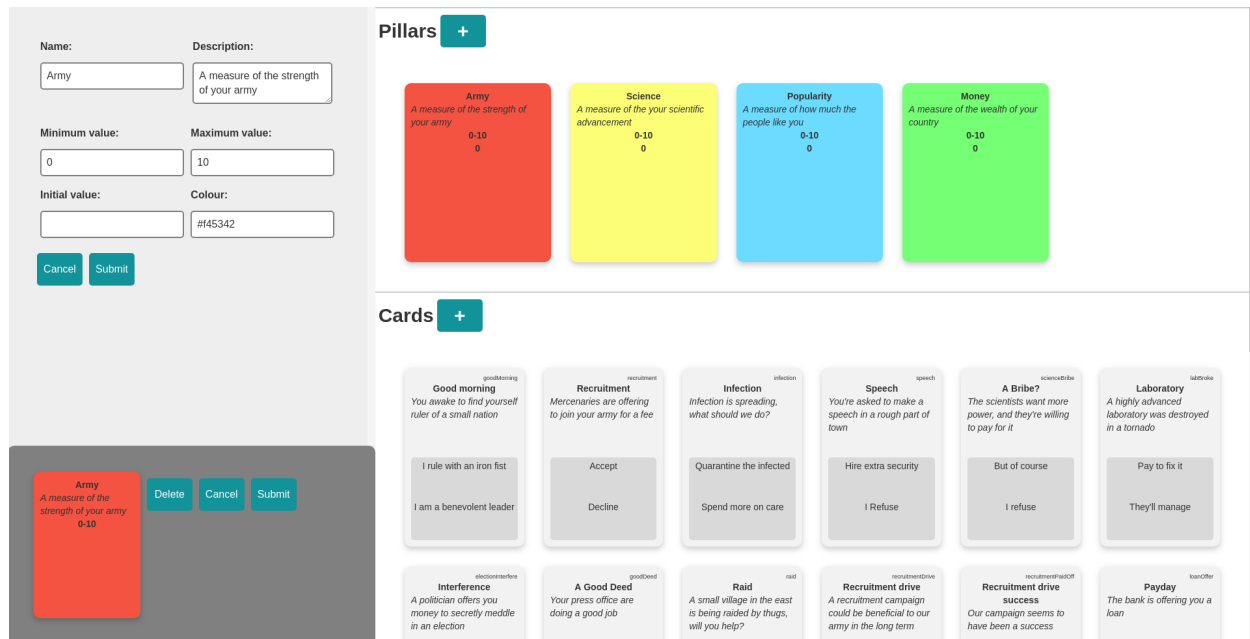 Name:
Description:
Army
A measure of the strength
of your army
Minimum value:
Maximum value:
0
10
Initial value:
Colour:
#f45342
Cancel
Submit
Army
A measure of the
strength of your army
0-10
Delete
Cancel
Submit
Pillars +
Army
A measure of the strength of
your army
0-10
0
Science
A measure of the your scientific
advancement
0-10
0
Popularity
A measure of how much the
people like you
0-10
0
Money
A measure of the wealth of your
country
0-10
0
Cards +
goodMorning
Good morning
You awake to find yourself
ruler of a small nation
I rule with an iron fist
I am a benevolent leader
recruitment
Recruitment
Mercenaries are offering
to join your army for a fee
Accept
Decline
infection
Infection
Infection is spreading,
what should we do?
Quarantine the infected
Spend more on care
speech
Speech
You're asked to make a
speech in a rough part of
town
Hire extra security
I Refuse
scienceBribe
A Bribe?
The scientists want more
power, and they're willing
to pay for it
But of course
I refuse
labBroke
Laboratory
A highly advanced
laboratory was destroyed
in a tornado
Pay to fix it
They'll manage
electionInterfere
Interference
A politician offers you
money to secretly meddle
in an election
goodDeed
A Good Deed
Your press office are
doing a good job
raid
Raid
A small village in the east
is being raided by thugs,
will you help?
recruitmentDrive
Recruitment drive
A recruitment campaign
could be beneficial to our
army in the long term
recruitmentPaidOff
Recruitment drive
success
Our campaign seems to
have been a success
loanOffer
Payday
The bank is offering you a
loan